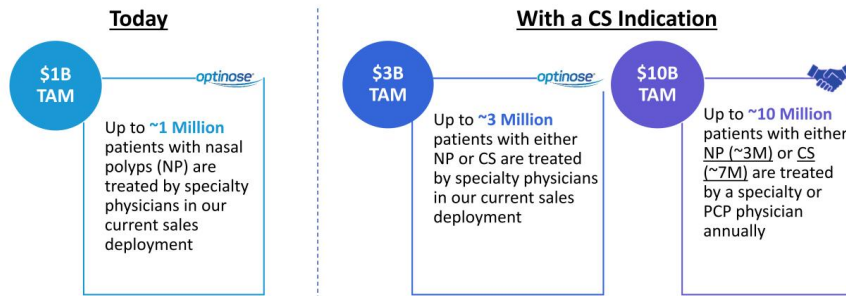 Today
$1B
TAM
optinose
Up to ~1 Million
patients with nasal
polyps (NP) are
treated by specialty
physicians in our
current sales
deployment
With a CS Indication
$3B
TAM
optinose
Up to ~3 Million
patients with either
NP or CS are treated
by specialty physicians
in our current sales
deployment
$10B
TAM
Up to ~10 Million
patients with either
NP (~3M) or CS
(~7M) are treated
by a specialty or
PCP physician
annually